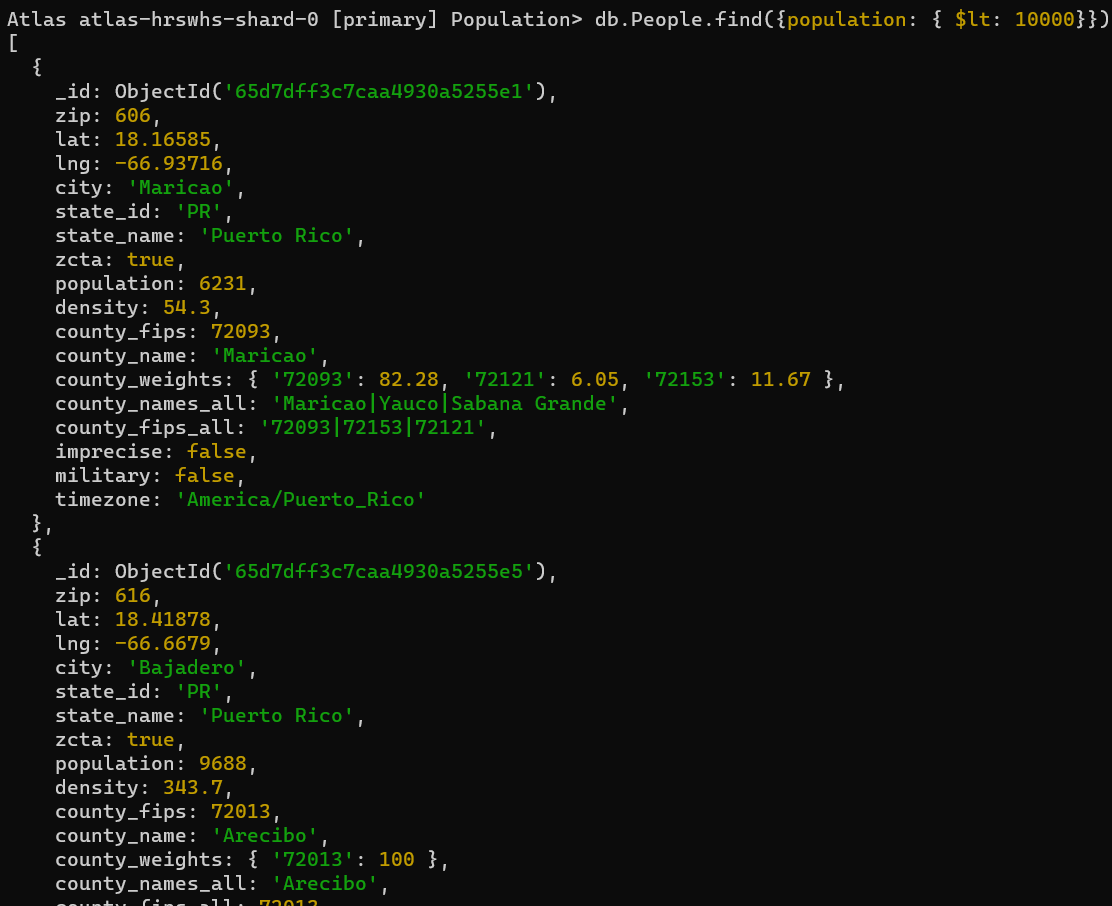 Atlas atlas-hrswhs-shard-0 [primary] Population> db.People.find({population: { $lt: 10000}})
[
  {
    _id: ObjectId('65d7dff3c7caa4930a5255e1'),
    zip: 606,
    lat: 18.16585,
    lng: -66.93716,
    city: 'Maricao',
    state_id: 'PR',
    state_name: 'Puerto Rico',
    zcta: true,
    population: 6231,
    density: 54.3,
    county_fips: 72093,
    county_name: 'Maricao',
    county_weights: { '72093': 82.28, '72121': 6.05, '72153': 11.67 },
    county_names_all: 'Maricao|Yauco|Sabana Grande',
    county_fips_all: '72093|72153|72121',
    imprecise: false,
    military: false,
    timezone: 'America/Puerto_Rico'
  },
  {
    _id: ObjectId('65d7dff3c7caa4930a5255e5'),
    zip: 616,
    lat: 18.41878,
    lng: -66.6679,
    city: 'Bajadero',
    state_id: 'PR',
    state_name: 'Puerto Rico',
    zcta: true,
    population: 9688,
    density: 343.7,
    county_fips: 72013,
    county_name: 'Arecibo',
    county_weights: { '72013': 100 },
    county_names_all: 'Arecibo',
    county_fips_all: 72013